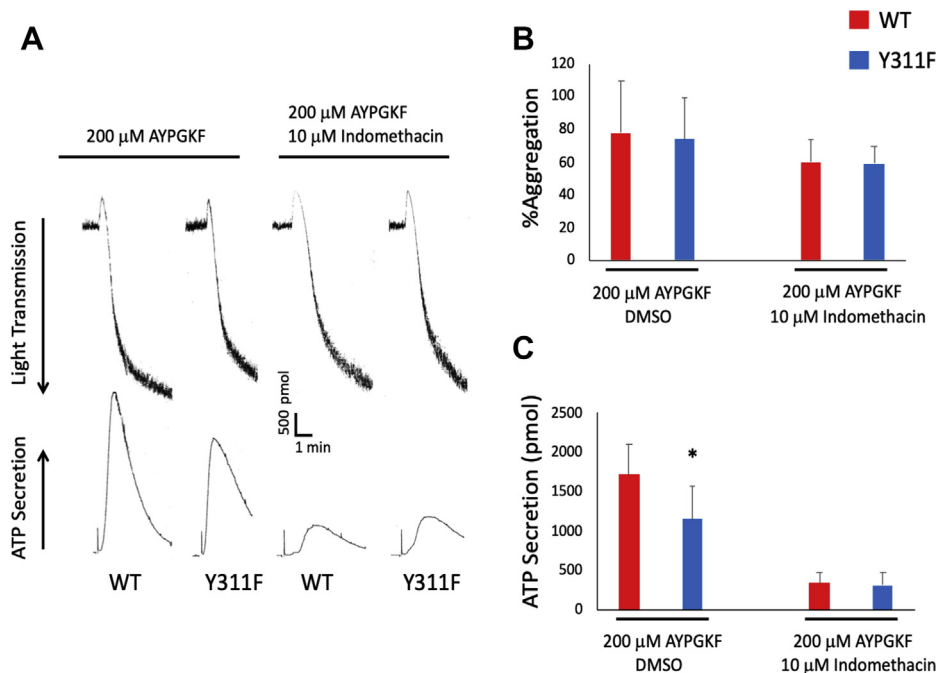 A
200 μM AYPGKF
200 μM AYPGKF
10 μM Indomethacin
Light Transmission
ATP Secretion
500 pmol
1 min
WT
Y311F
WT
Y311F
B
WT
Y311F
%Aggregation
120
100
80
60
40
20
0
200 μM AYPGKF
DMSO
200 μM AYPGKF
10 μM Indomethacin
C
ATP Secretion (pmol)
2500
2000
1500
1000
500
0
*
200 μM AYPGKF
DMSO
200 μM AYPGKF
10 μM Indomethacin